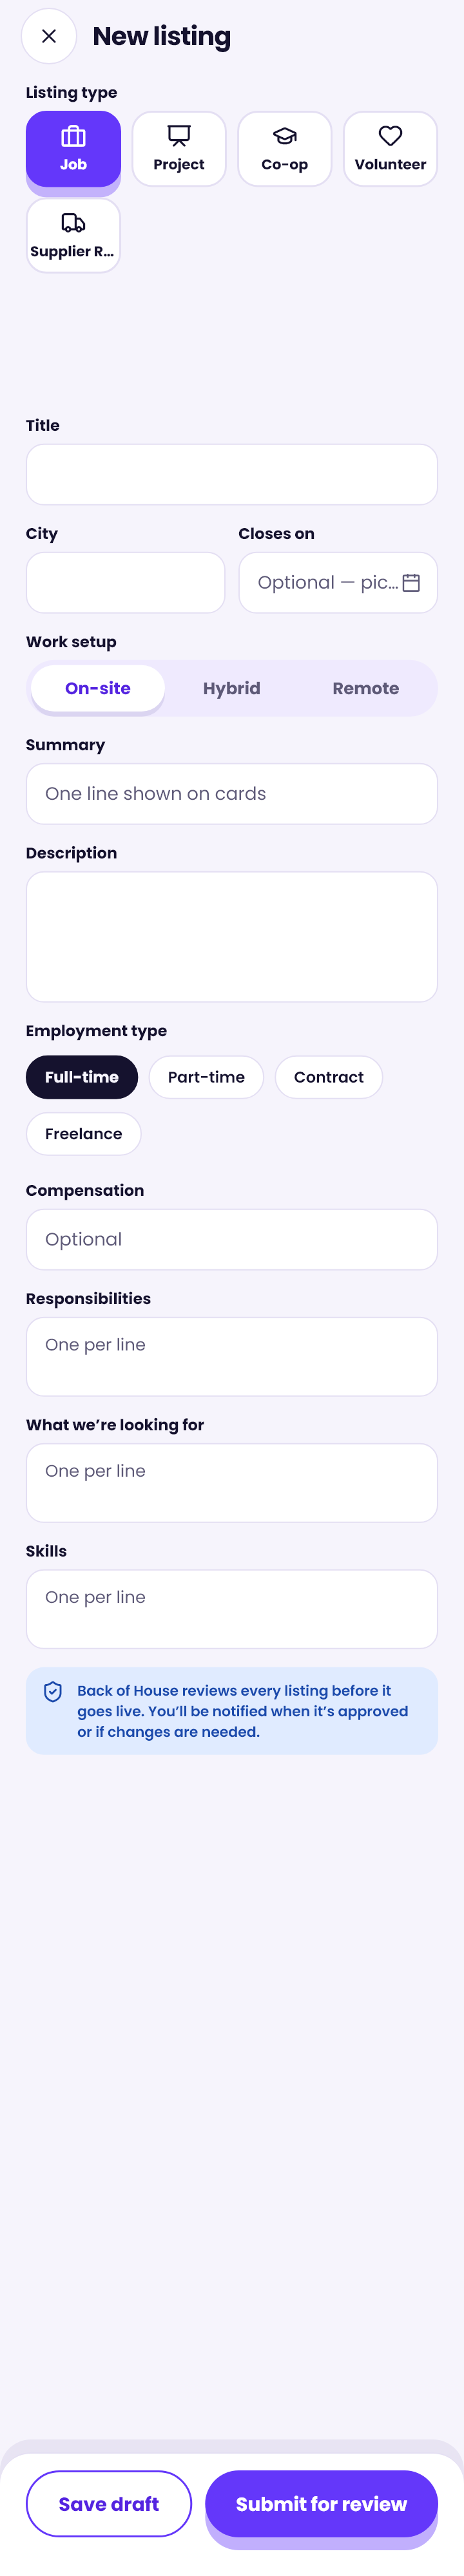 New listing
Listing type
Job
Project
Co-op
Volunteer
Supplier R...
Title
City
Closes on
Optional — pic...
Work setup
On-site
Hybrid
Remote
Summary
One line shown on cards
Description
Employment type
Full-time
Part-time
Contract
Freelance
Compensation
Optional
Responsibilities
One per line
What we’re looking for
One per line
Skills
One per line
Back of House reviews every listing before it
goes live. You’ll be notified when it’s approved
or if changes are needed.
Save draft
Submit for review